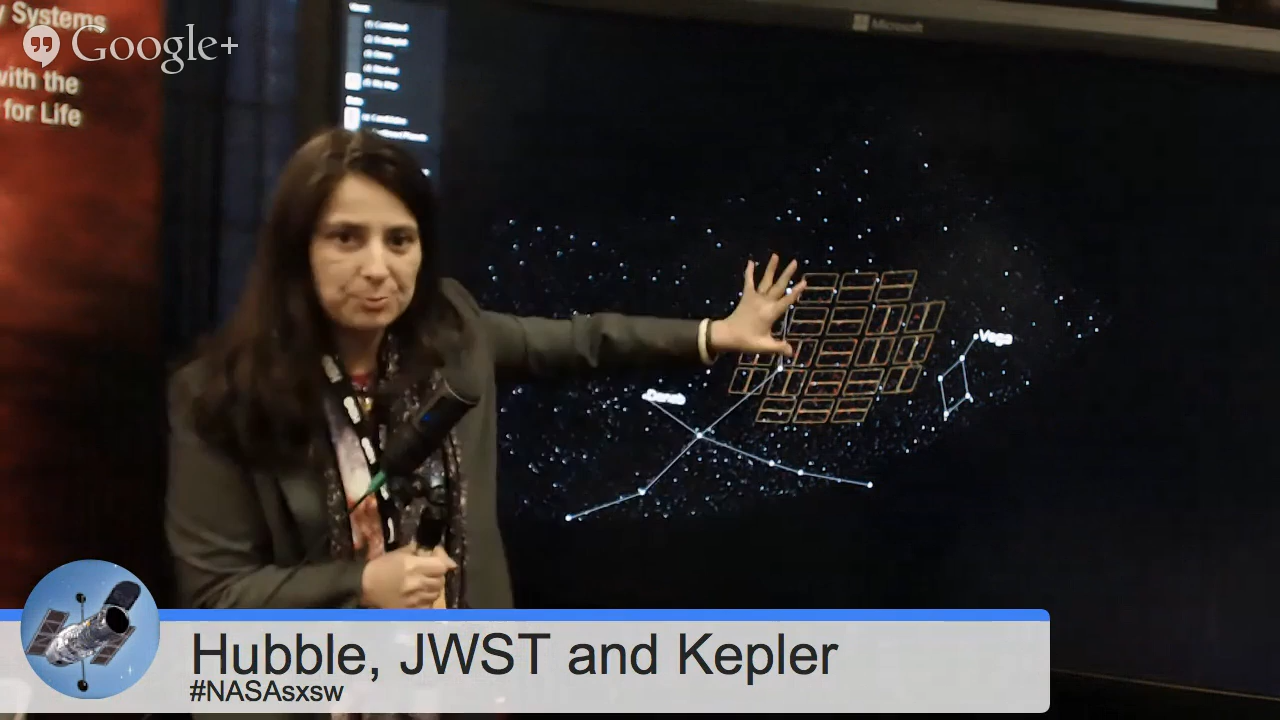 y Systems
Google+
with the
for Life
Microsoft
Deneb
Vega
Hubble, JWST and Kepler
#NASAsxsw